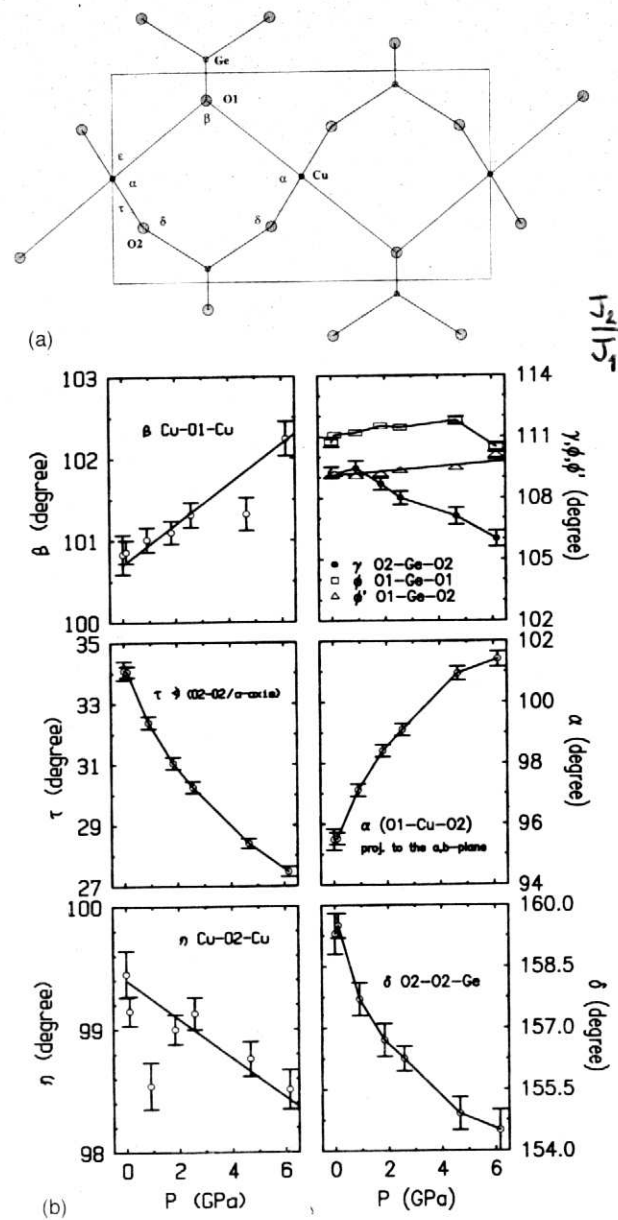 Ge
O1
β
ε
α
α
Cu
τ
δ
δ
O2
(a)
J2/J1
103
102
101
100
β (degree)
β Cu-O1-Cu
114
111
108
105
102
γ,ϕ,ϕ' (degree)
γ O2-Ge-O2
ϕ O1-Ge-O1
ϕ' O1-Ge-O2
35
33
31
29
27
τ (degree)
τ ∢ (O2-O2/a-axis)
102
100
98
96
94
α (degree)
α (O1-Cu-O2)
proj. to the a,b-plane
100
99
98
η (degree)
η Cu-O2-Cu
160.0
158.5
157.0
155.5
154.0
δ (degree)
δ O2-O2-Ge
0 2 4 6
0 2 4 6
P (GPa)
P (GPa)
(b)